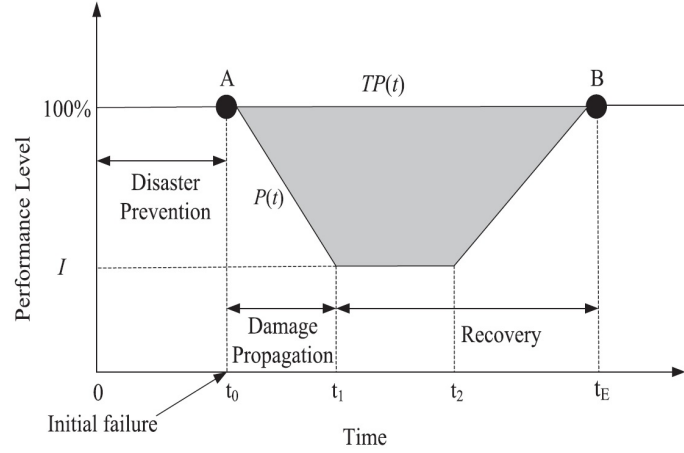 A
B
TP(t)
100%
Disaster
Prevention
P(t)
Performance Level
I
Damage
Propagation
Recovery
0
t0
t1
t2
tE
Initial failure
Time